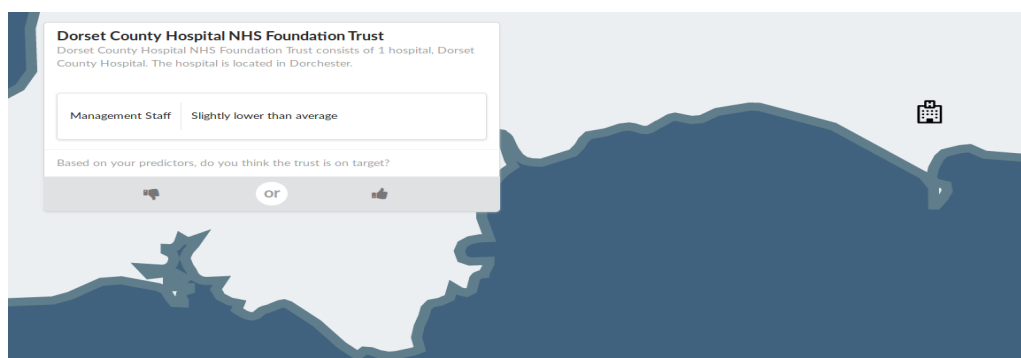 Dorset County Hospital NHS Foundation Trust
Dorset County Hospital NHS Foundation Trust consists of 1 hospital, Dorset
County Hospital. The hospital is located in Dorchester.
Management Staff Slightly lower than average
Based on your predictors, do you think the trust is on target?
or
H